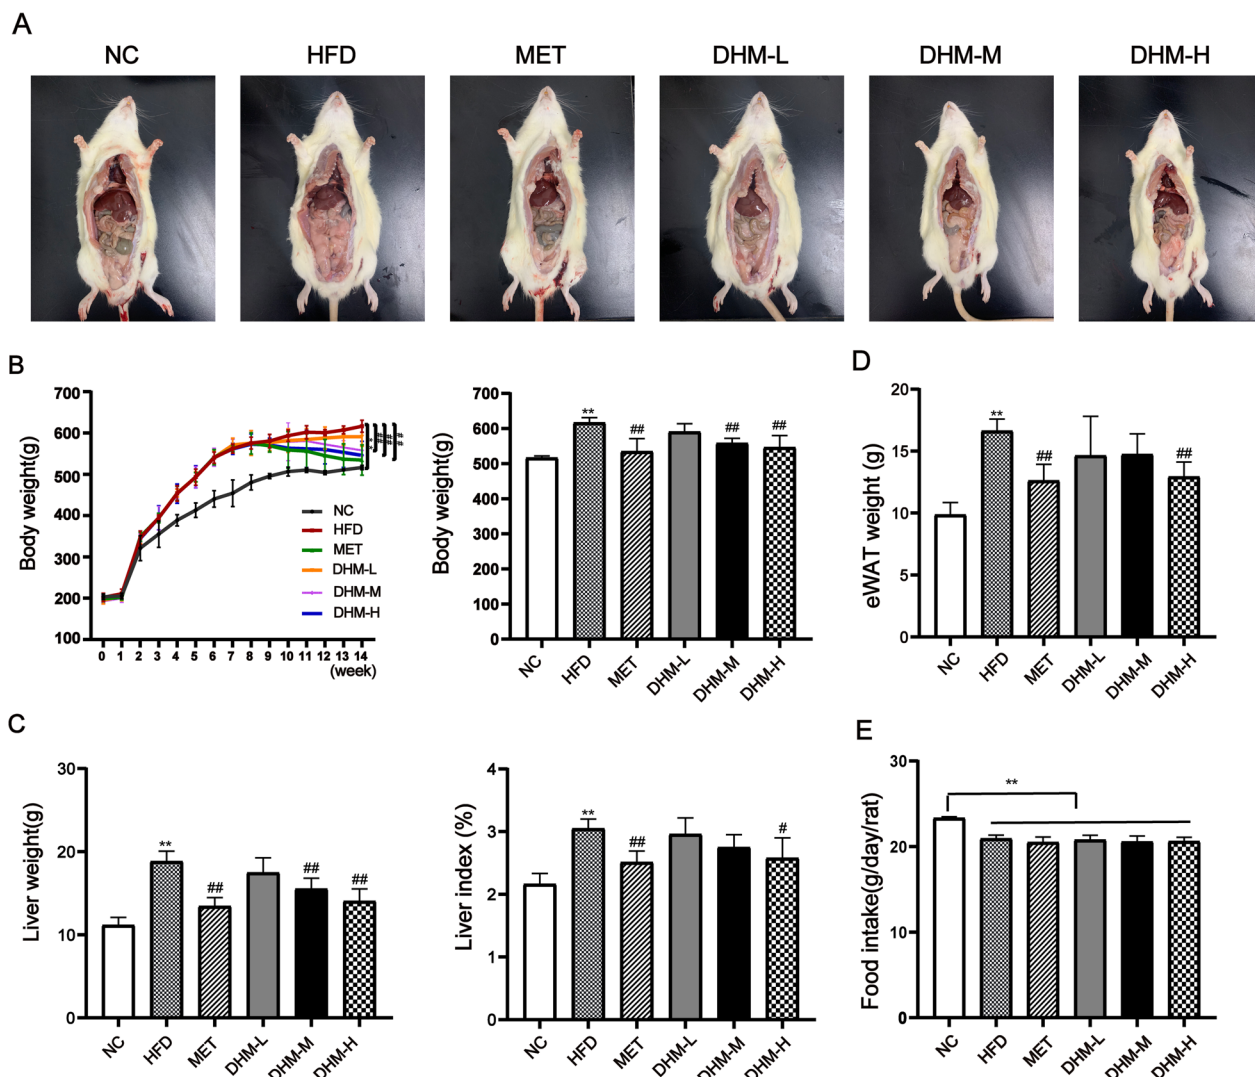 A
NC HFD MET DHM-L DHM-M DHM-H
B
Body weight(g)
700
600
500
400
300
200
100
0 1 2 3 4 5 6 7 8 9 10 11 12 13 14
(week)
NC
HFD
MET
DHM-L
DHM-M
DHM-H
**
##
##
##
Body weight(g)
700
600
500
400
300
200
100
0
**
##
##
##
NC HFD MET DHM-L DHM-M DHM-H
D
eWAT weight (g)
20
15
10
5
0
**
##
##
NC HFD MET DHM-L DHM-M DHM-H
C
Liver weight(g)
30
20
10
0
**
##
##
##
NC HFD MET DHM-L DHM-M DHM-H
Liver index (%)
4
3
2
1
0
**
##
#
NC HFD MET DHM-L DHM-M DHM-H
E
Food intake(g/day/rat)
30
20
10
0
**
NC HFD MET DHM-L DHM-M DHM-H